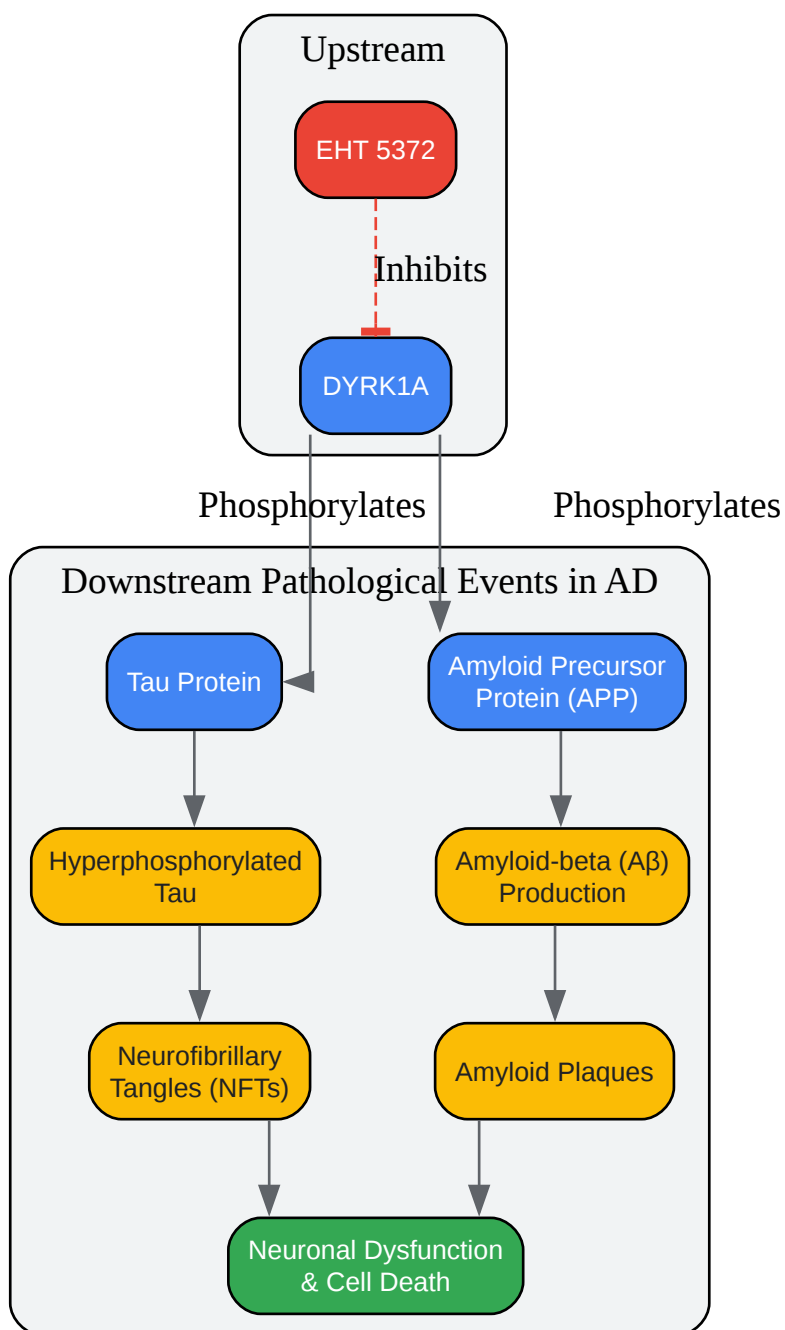 Upstream
EHT 5372
Inhibits
DYRK1A
Phosphorylates
Phosphorylates
Downstream Pathological Events in AD
Tau Protein
Amyloid Precursor
Protein (APP)
Hyperphosphorylated
Tau
Amyloid-beta (Aβ)
Production
Neurofibrillary
Tangles (NFTs)
Amyloid Plaques
Neuronal Dysfunction
& Cell Death